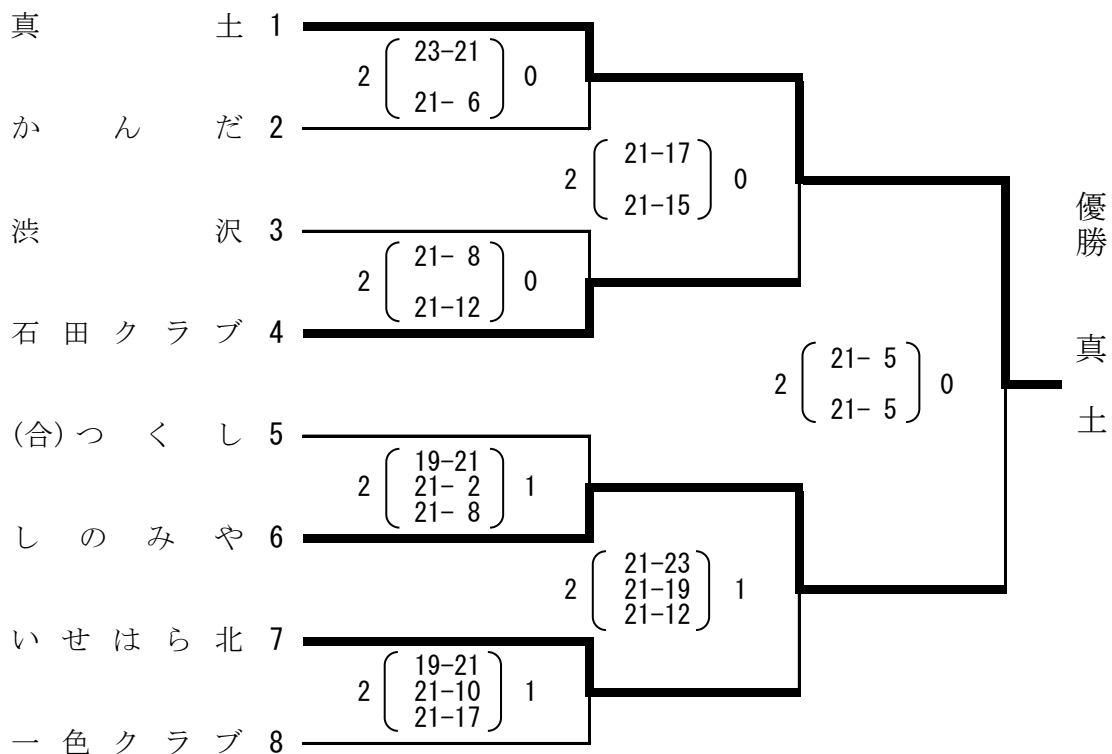 真土 1
2 23-21 0
21- 6
かんだ 2
2 21-17 0
21-15
渋沢 3
2 21- 8 0
21-12
石田クラブ 4
2 21- 5 0
21- 5
優勝 真土
(合)つくし 5
2 19-21 1
21- 2
21- 8
しのみや 6
2 21-23 1
21-19
21-12
いせはら北 7
2 19-21 1
21-10
21-17
一色クラブ 8